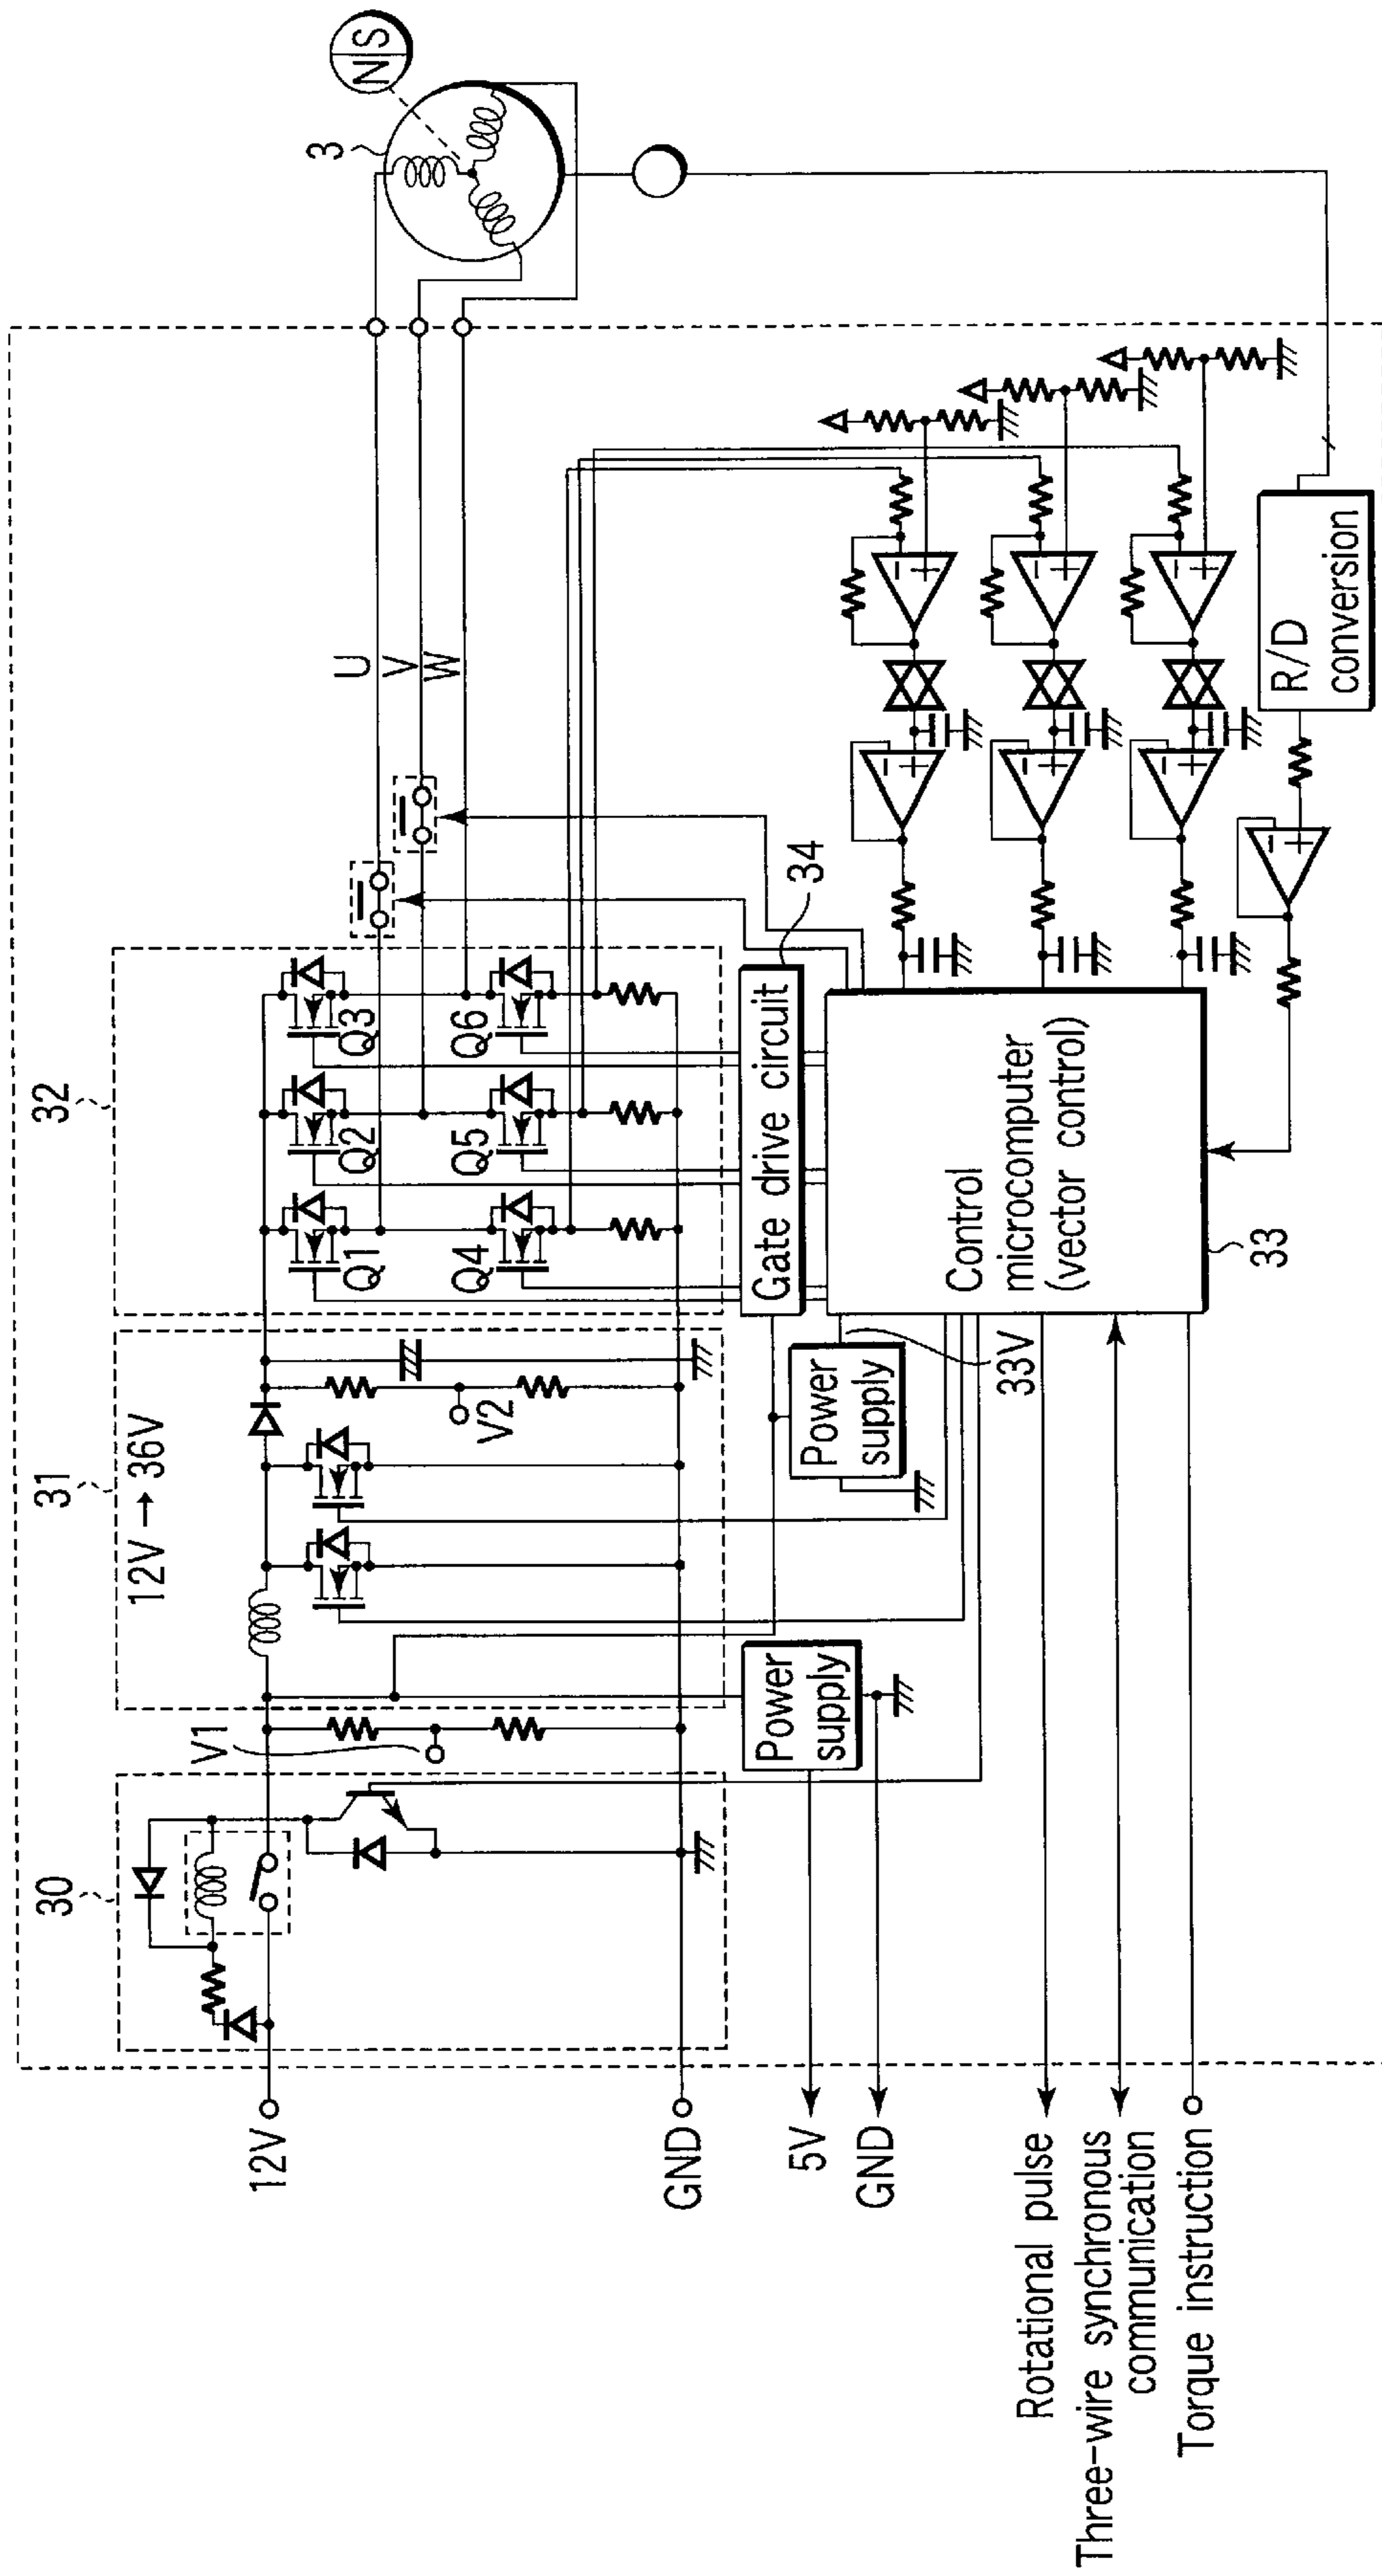 30
31
12V → 36V
32
3
N
S
V1
V2
Q1
Q2
Q3
Q4
Q5
Q6
U
V
W
12V
GND
Power
supply
Power
supply
33V
Gate drive circuit
34
Control
microcomputer
(vector control)
33
−
+
−
+
−
+
−
+
−
+
−
+
−
+
R/D
conversion
5V
GND
Rotational pulse
Three-wire synchronous
communication
Torque instruction